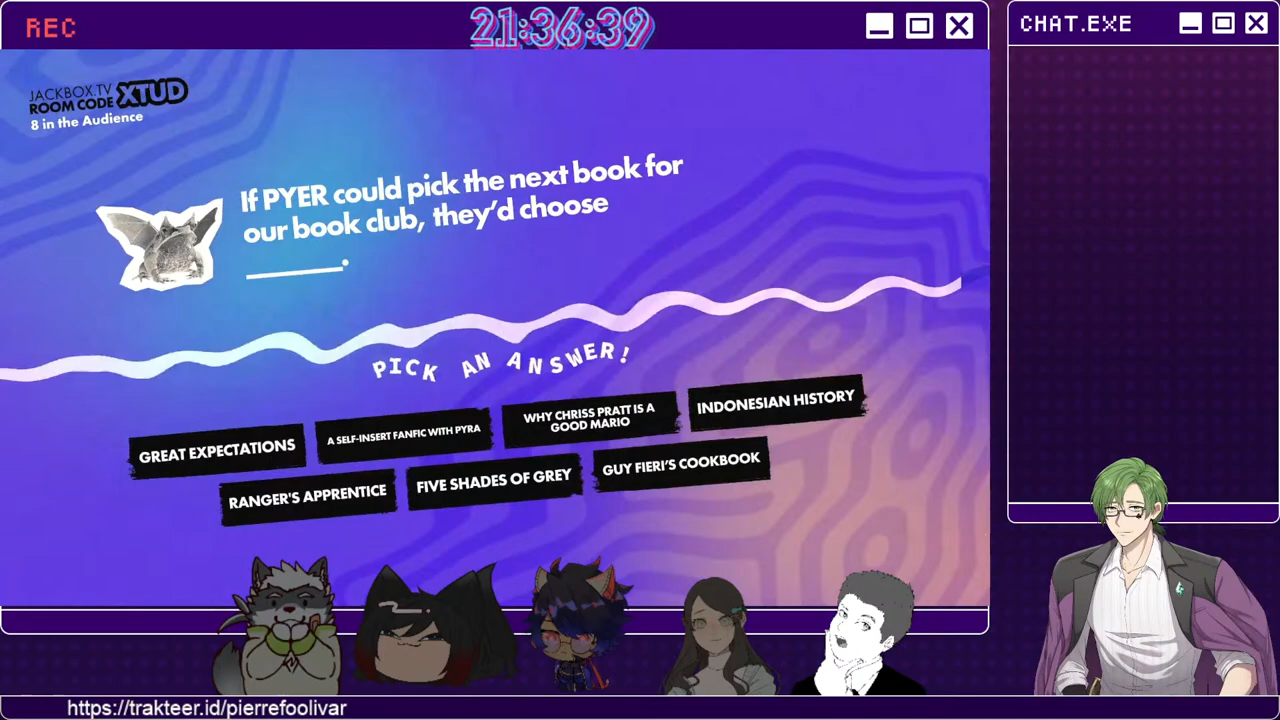 REC
21:36:39
CHAT.EXE
JACKBOX.TV
ROOM CODE XTUD
8 in the Audience
If PYER could pick the next book for
our book club, they'd choose
________.
PICK AN ANSWER!
GREAT EXPECTATIONS
A SELF-INSERT FANFIC WITH PYRA
WHY CHRISS PRATT IS A
GOOD MARIO
INDONESIAN HISTORY
RANGER'S APPRENTICE
FIVE SHADES OF GREY
GUY FIERI'S COOKBOOK
https://trakteer.id/pierrefoolivar